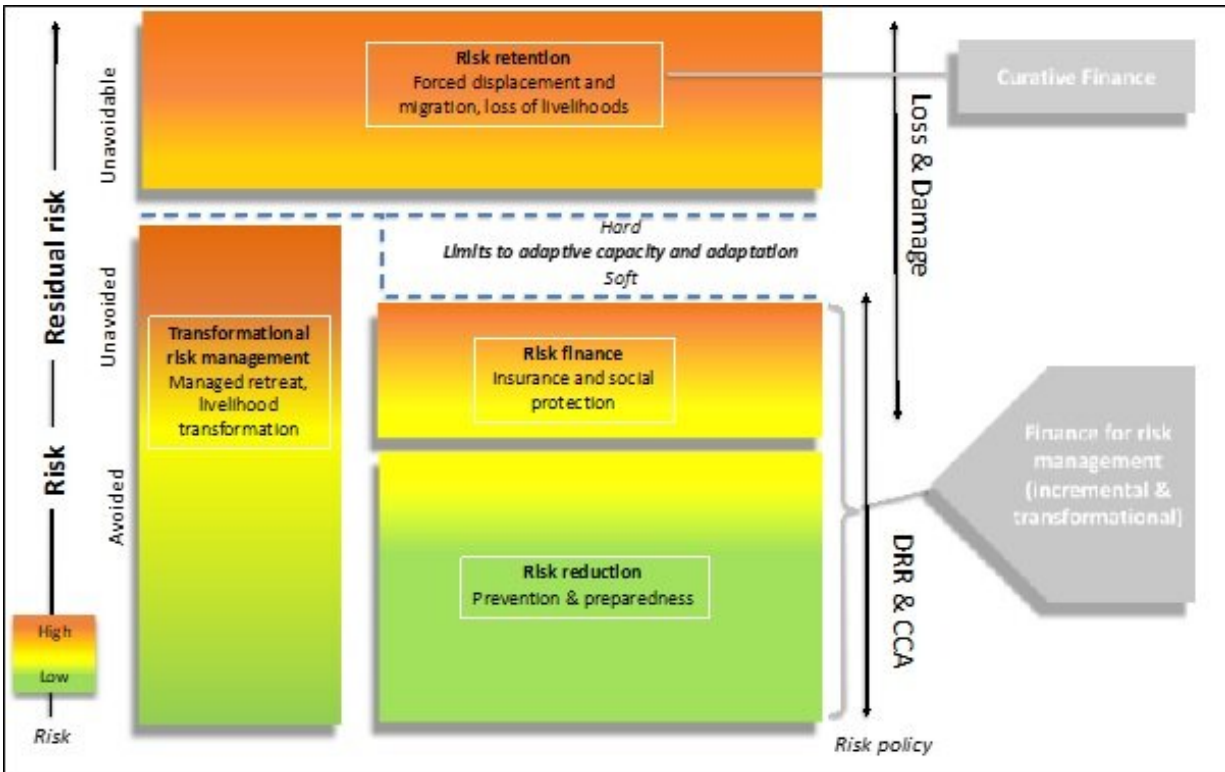 Risk retention
Forced displacement and
migration, loss of livelihoods
Curative Finance
Unavoidable
Loss & Damage
Residual risk
Hard
Limits to adaptive capacity and adaptation
Soft
Unavoided
Transformational
risk management
Managed retreat,
livelihood
transformation
Risk finance
Insurance and social
protection
Finance for risk
management
(incremental &
transformational)
Risk
Avoided
Risk reduction
Prevention & preparedness
DRR & CCA
High
Low
Risk
Risk policy